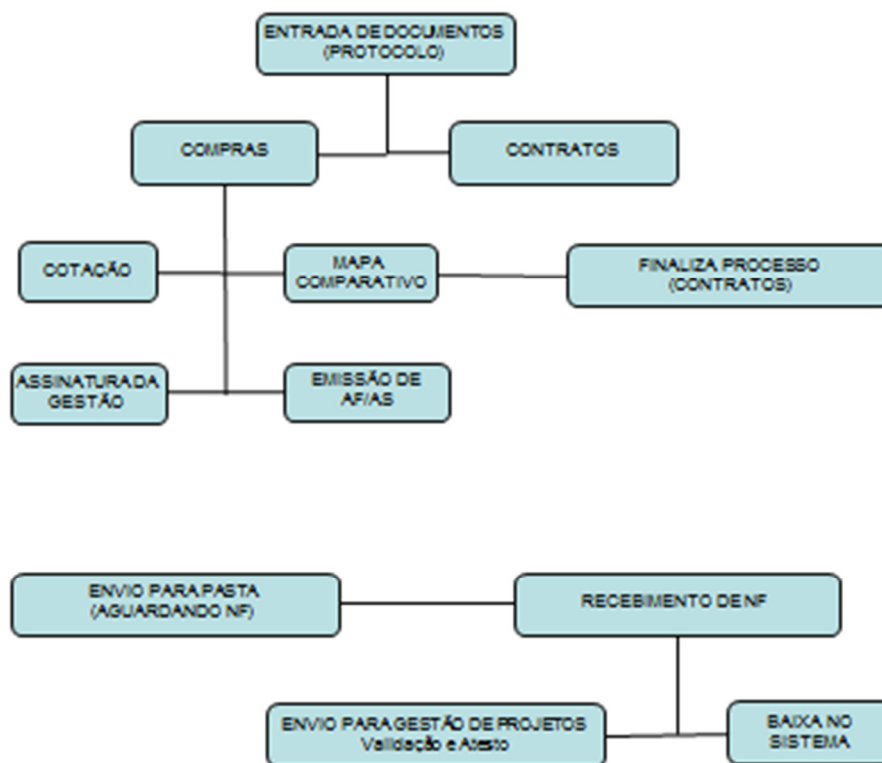 ENTRADA DE DOCUMENTOS
(PROTOCOLO)
COMPRAS
CONTRATOS
COTAÇÃO
MAPA
COMPARATIVO
FINALIZA PROCESSO
(CONTRATOS)
ASSINATURA DA
GESTÃO
EMISSÃO DE
AF/AS
ENVIO PARA PASTA
(AGUARDANDO NF)
RECEBIMENTO DE NF
ENVIO PARA GESTÃO DE PROJETOS
Validação e Atesto
BAIXA NO
SISTEMA